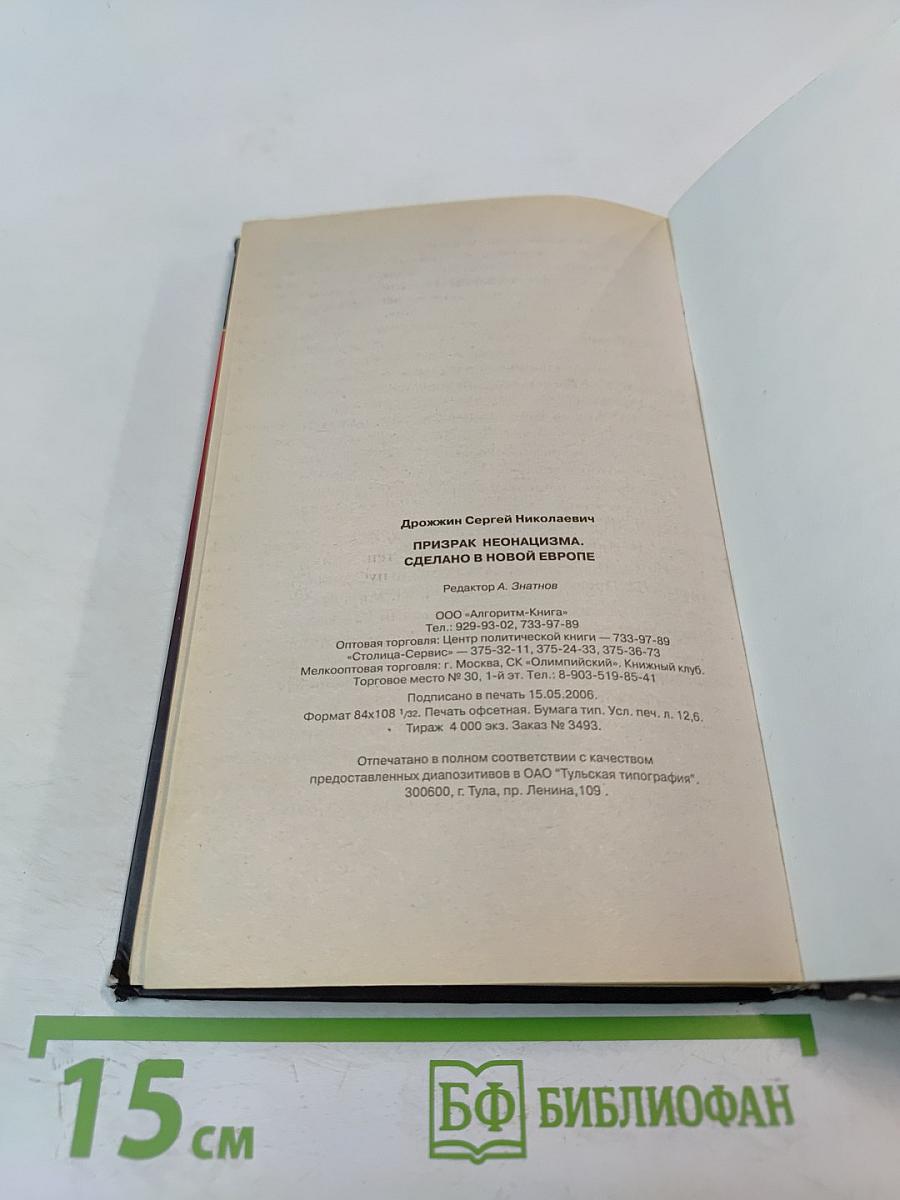 Дрожжин Сергей Николаевич
ПРИЗРАК НЕОНАЦИЗМА.
СДЕЛАНО В НОВОЙ ЕВРОПЕ
Редактор А. Знатнов
ООО «Алгоритм-Книга»
Тел.: 929-93-02, 733-97-89
Оптовая торговля: Центр политической книги — 733-97-89
«Столица-Сервис» — 375-32-11, 375-24-33, 375-36-73
Мелкооптовая торговля: г. Москва, СК «Олимпийский». Книжный клуб.
Торговое место № 30, 1-й эт. Тел.: 8-903-519-85-41
Подписано в печать 15.05.2006.
Формат 84х108 1/32. Печать офсетная. Бумага тип. Усл. печ. л. 12,6.
Тираж 4 000 экз. Заказ № 3493.
Отпечатано в полном соответствии с качеством
предоставленных диапозитивов в ОАО "Тульская типография".
300600, г. Тула, пр. Ленина,109 .
15 см
БФ БИБЛИОФАН